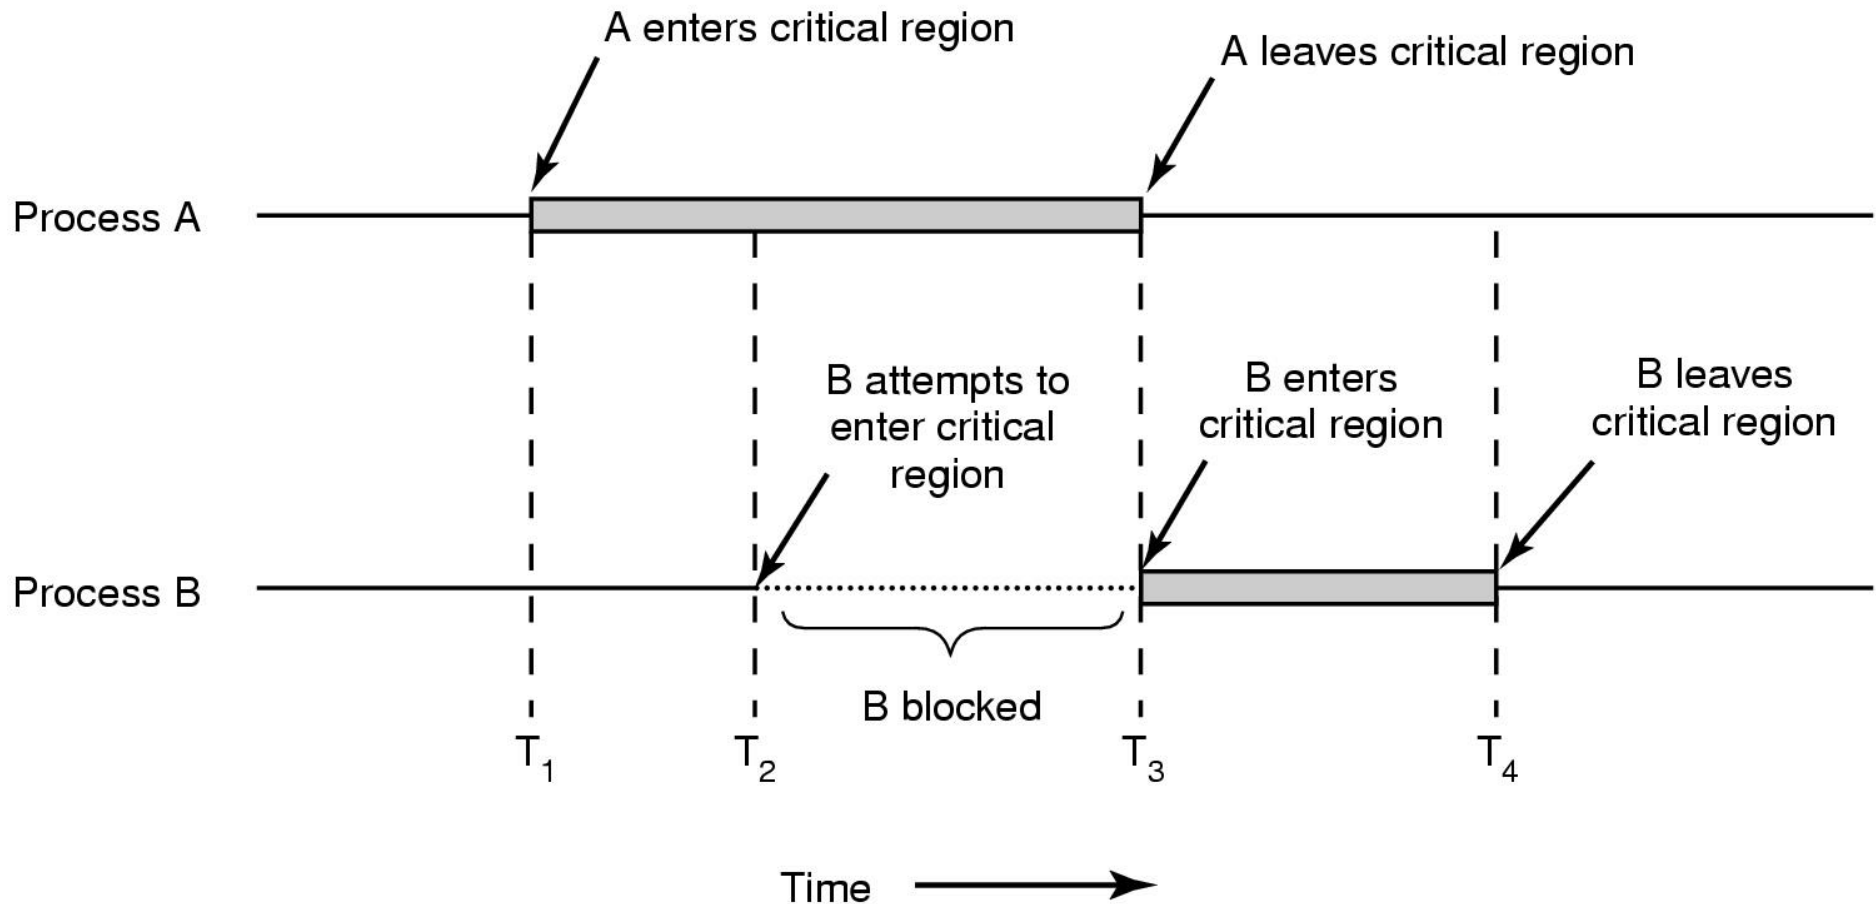 A enters critical region
A leaves critical region
Process A
B attempts to
enter critical
region
B enters
critical region
B leaves
critical region
Process B
B blocked
T1
T2
T3
T4
Time